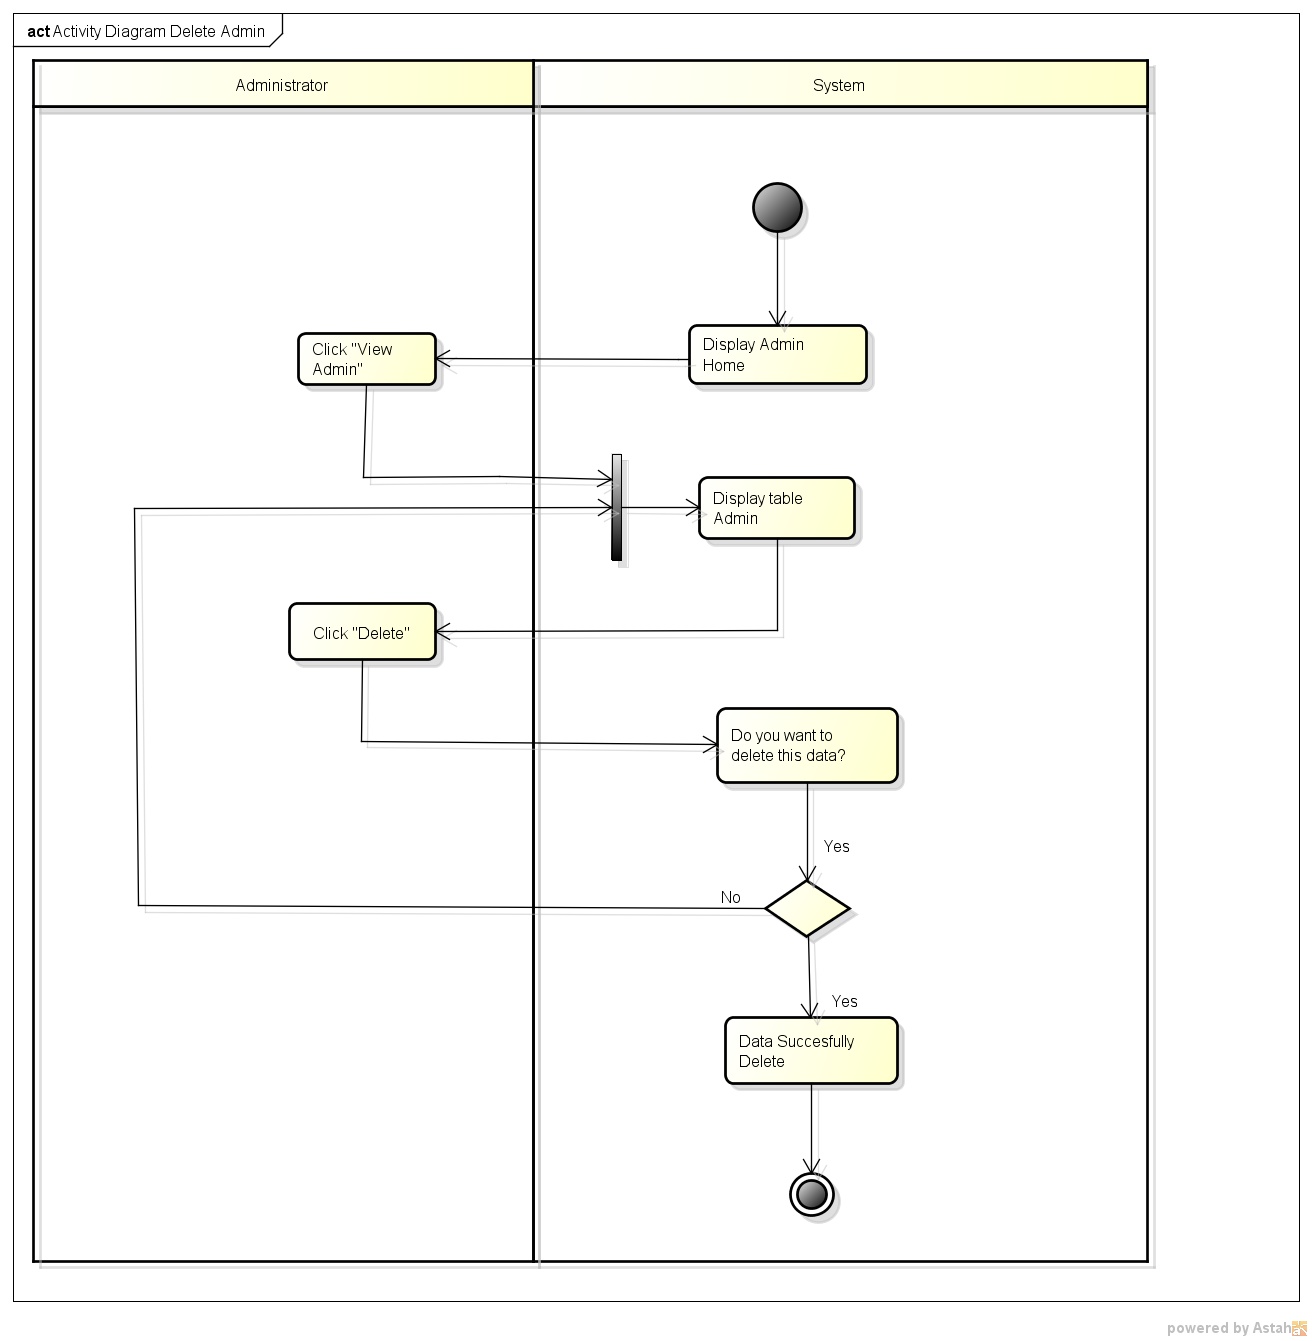 act Activity Diagram Delete Admin
Administrator
System
Display Admin
Home
Click "View
Admin"
Display table
Admin
Click "Delete"
Do you want to
delete this data?
Yes
No
Yes
Data Succesfully
Delete
powered by Astah